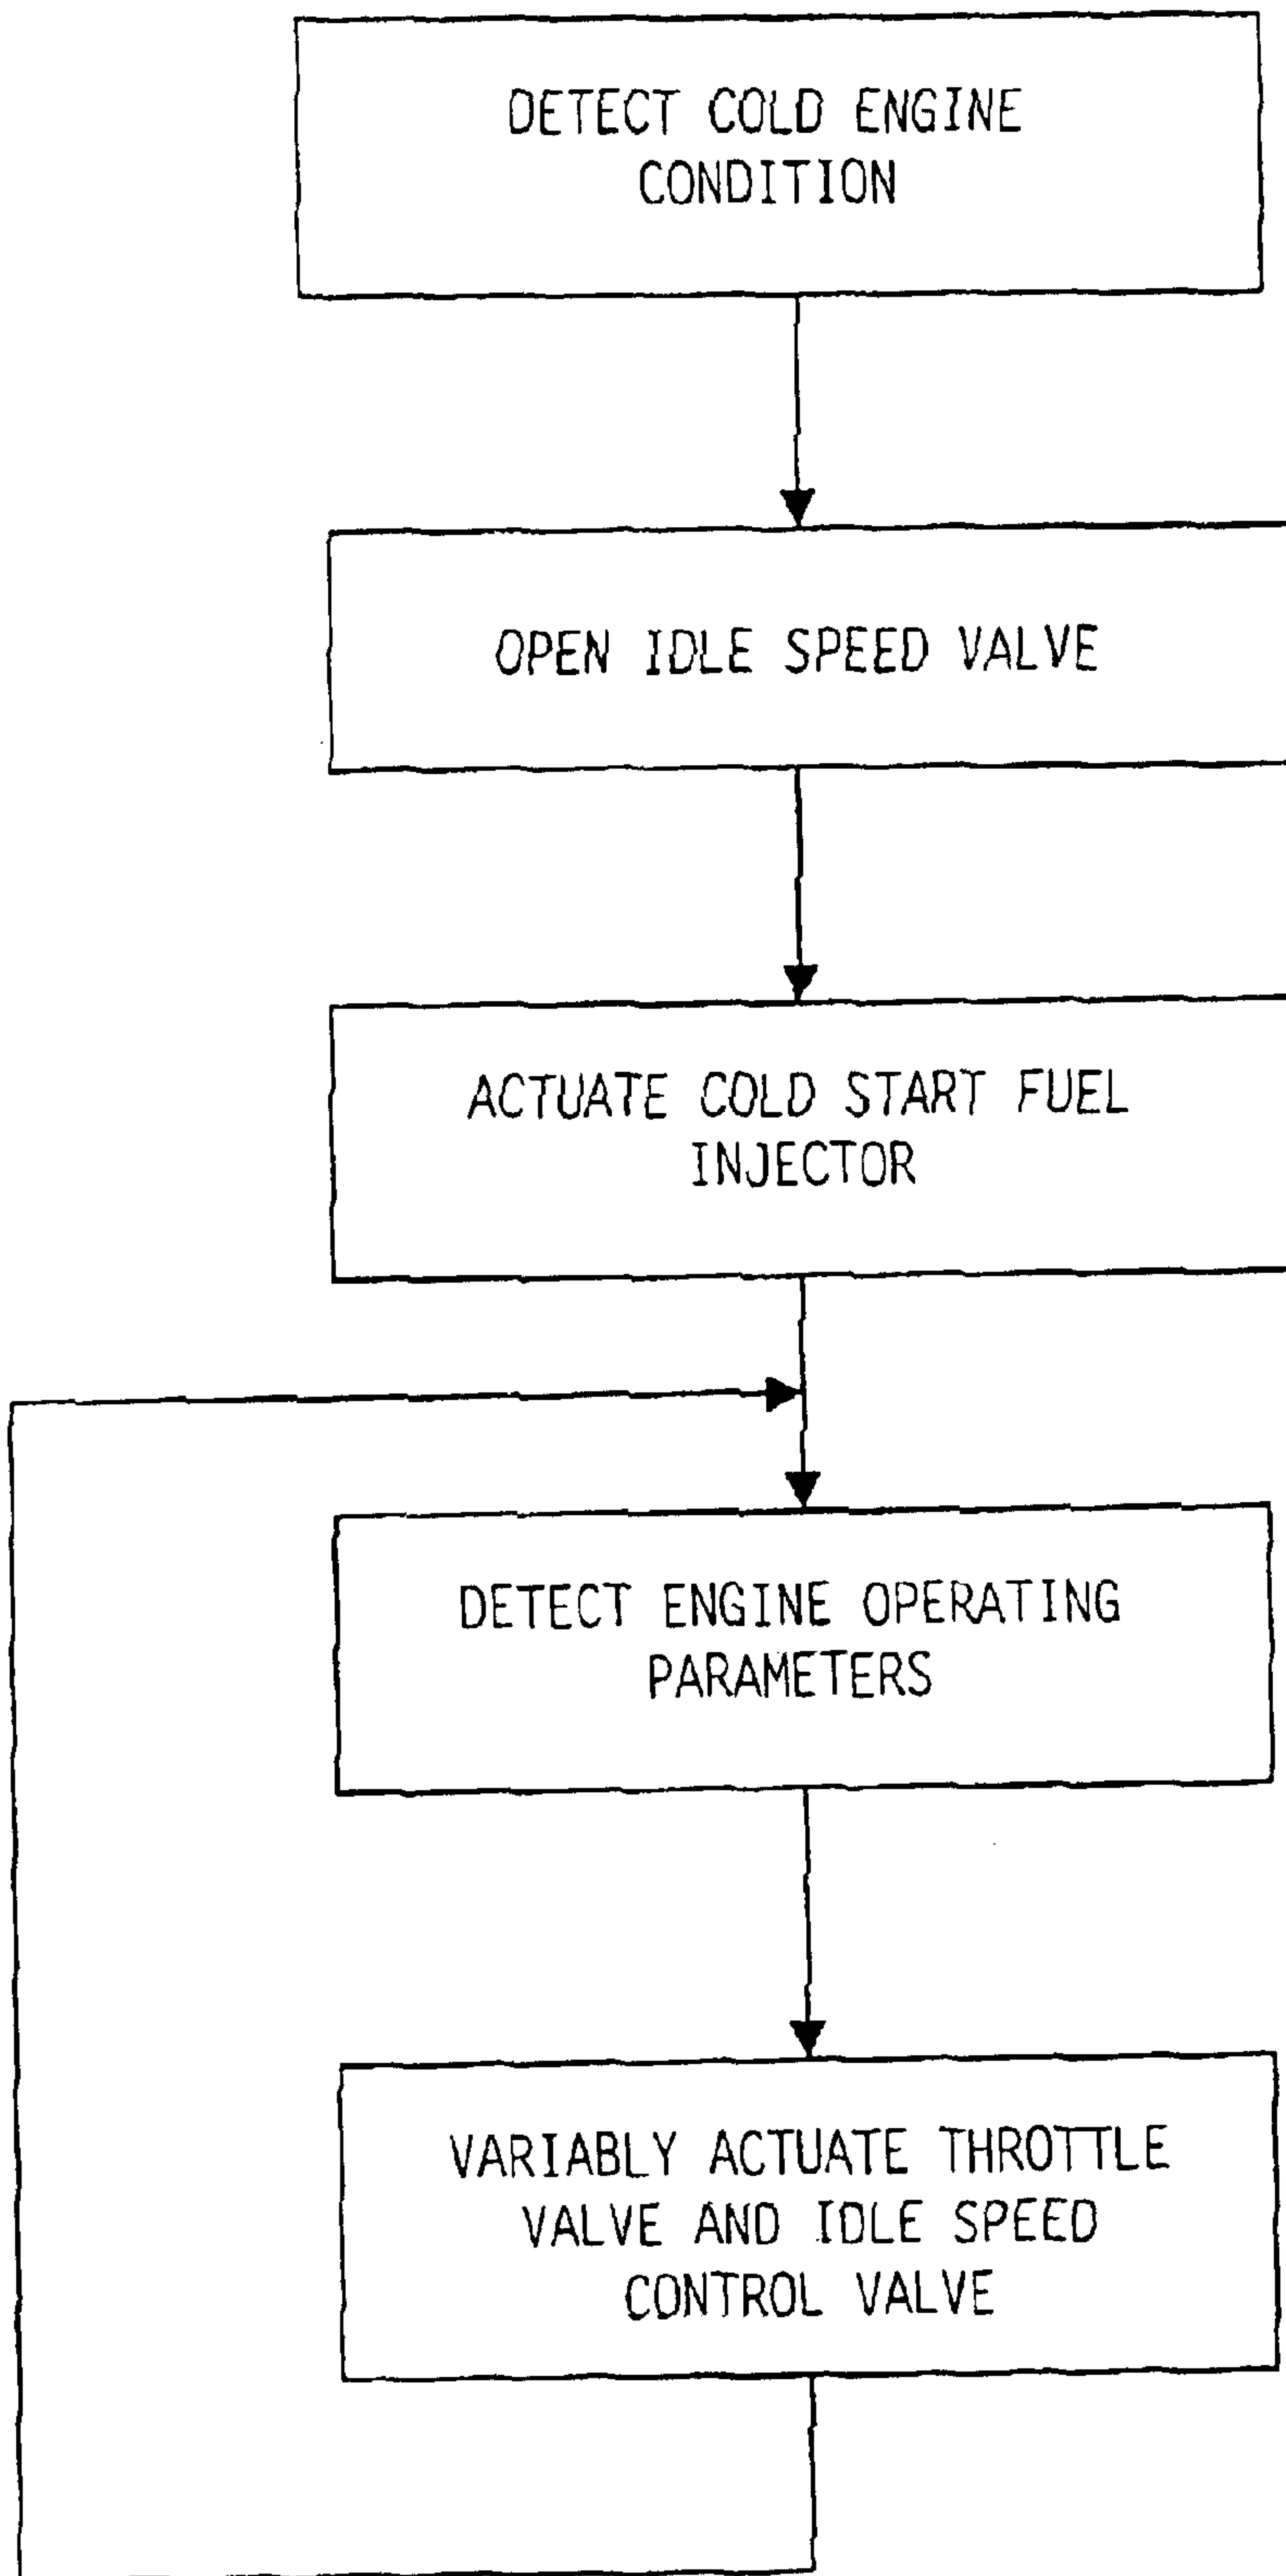 DETECT COLD ENGINE
CONDITION
OPEN IDLE SPEED VALVE
ACTUATE COLD START FUEL
INJECTOR
DETECT ENGINE OPERATING
PARAMETERS
VARIABLY ACTUATE THROTTLE
VALVE AND IDLE SPEED
CONTROL VALVE